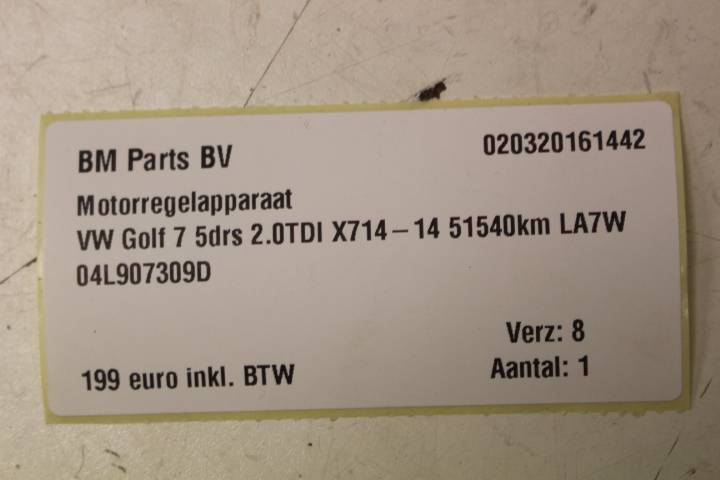 BM Parts BV 020320161442
Motorregelapparaat
VW Golf 7 5drs 2.0TDI X714-14 51540km LA7W
04L907309D
Verz: 8
199 euro inkl. BTW Aantal: 1